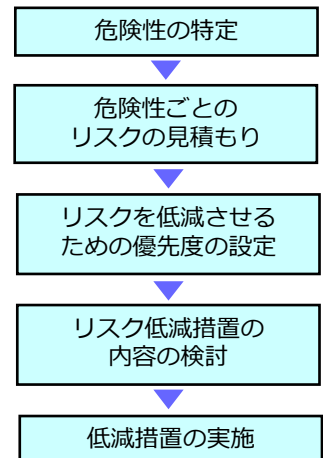 危険性の特定
危険性ごとの
リスクの見積もり
リスクを低減させる
ための優先度の設定
リスク低減措置の
内容の検討
低減措置の実施